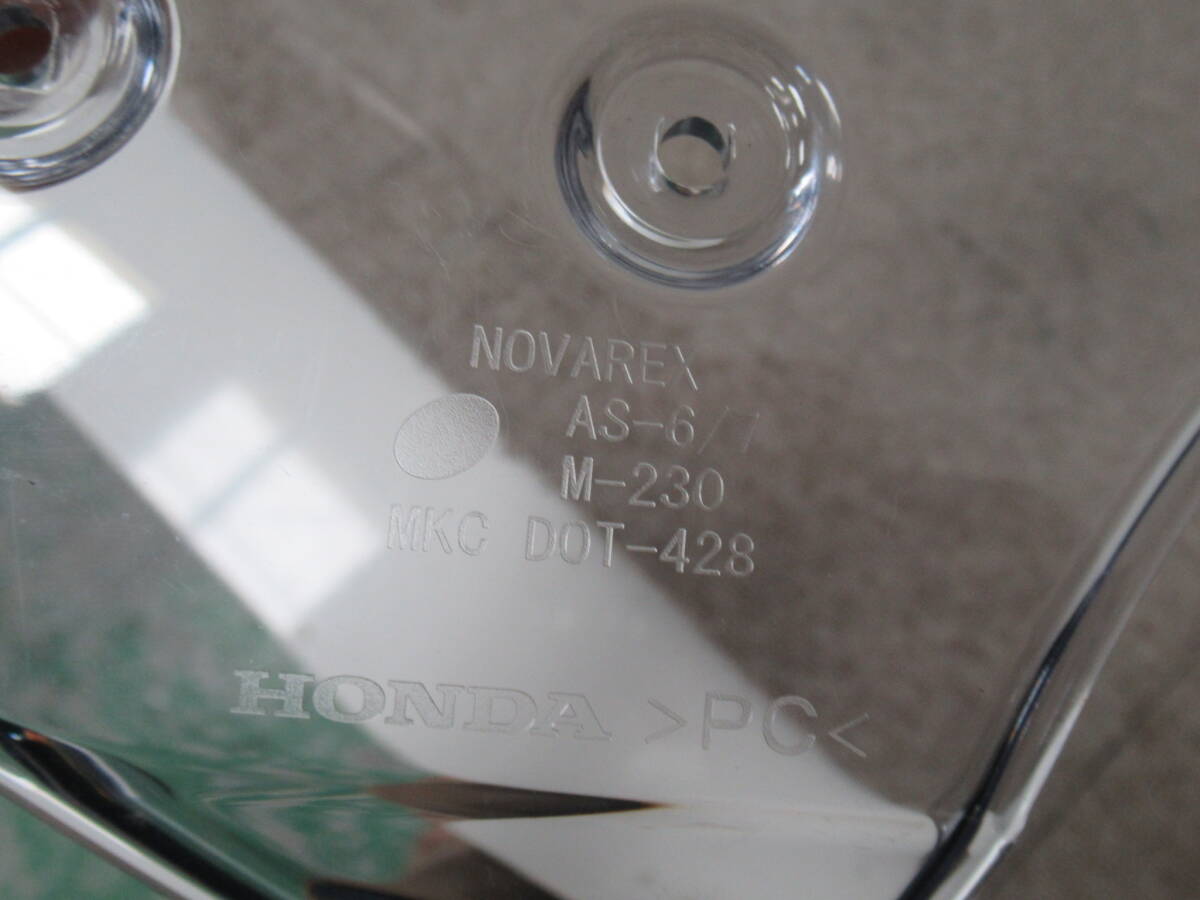 NOVAREX
AS-6/7
M-230
MKC DOT-428
HONDA >PC<